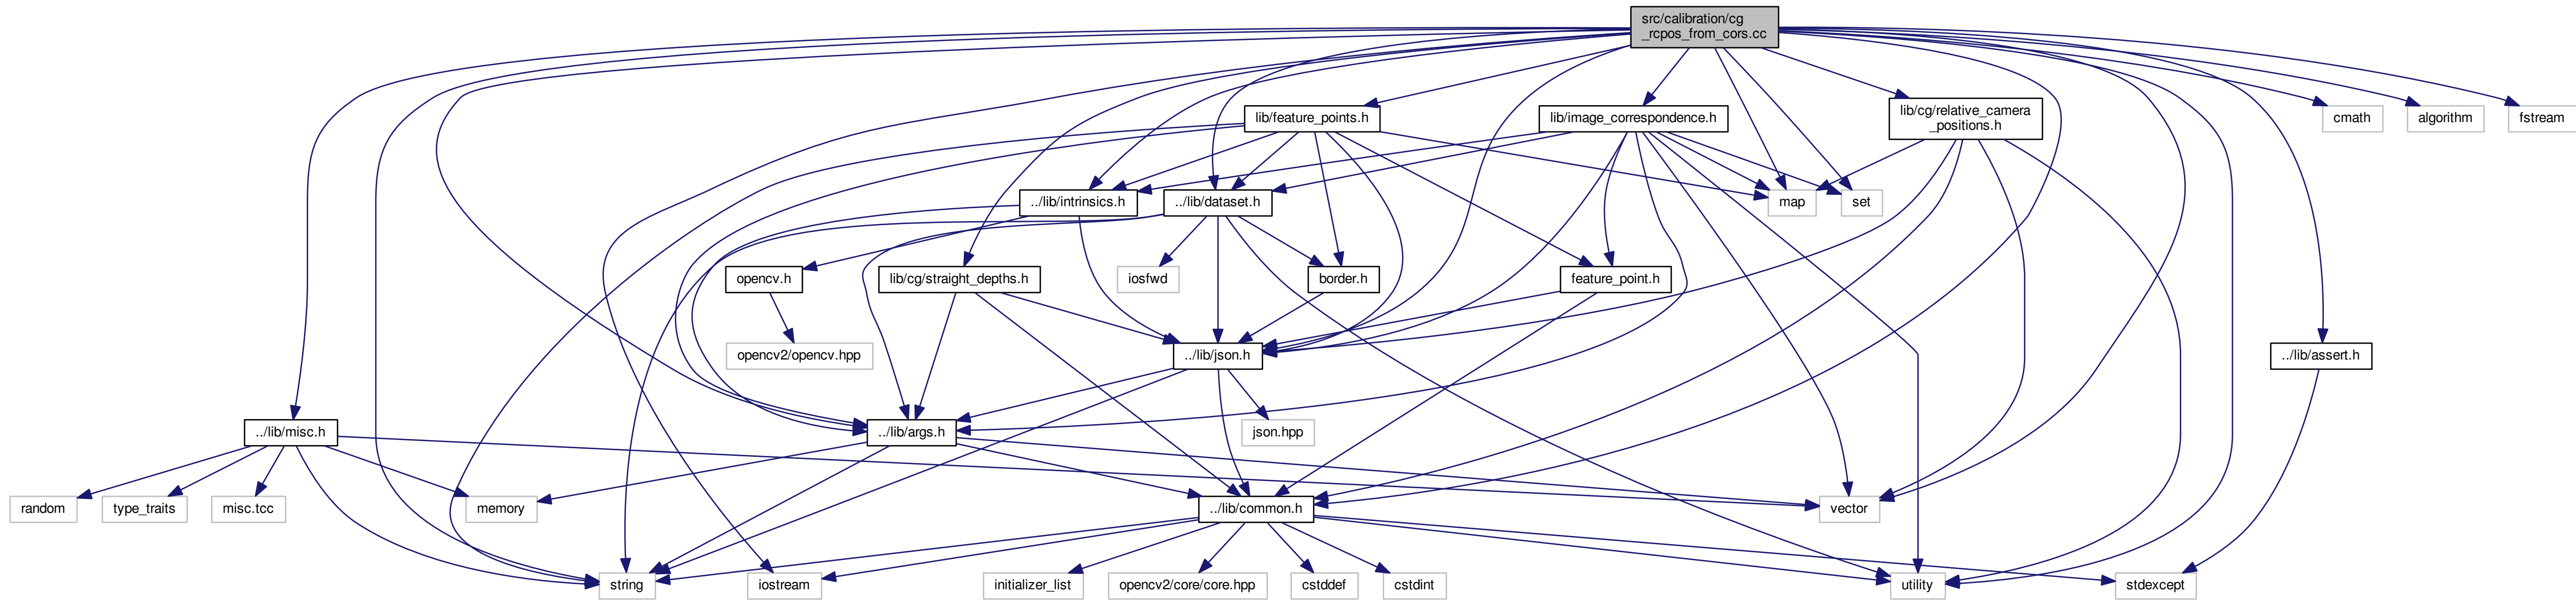 src/calibration/cg
_rcpos_from_cors.cc
lib/feature_points.h
lib/image_correspondence.h
lib/cg/relative_camera
_positions.h
cmath
algorithm
fstream
../lib/intrinsics.h
../lib/dataset.h
map
set
opencv.h
lib/cg/straight_depths.h
iosfwd
border.h
feature_point.h
opencv2/opencv.hpp
../lib/json.h
../lib/assert.h
../lib/misc.h
../lib/args.h
json.hpp
random
type_traits
misc.tcc
memory
../lib/common.h
vector
string
iostream
initializer_list
opencv2/core/core.hpp
cstddef
cstdint
utility
stdexcept